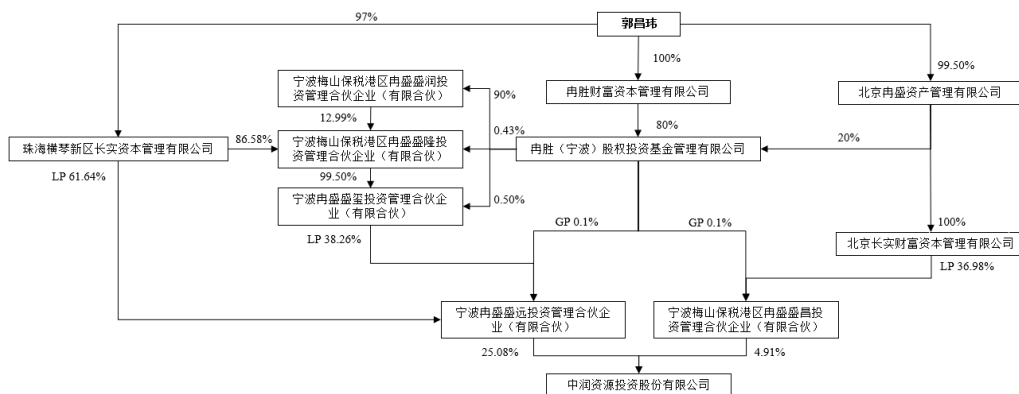 郭昌玮
97%
100%
99.50%
宁波梅山保税港区冉盛盛润投
资管理合伙企业（有限合伙）
90%
冉胜财富资本管理有限公司
北京冉盛资产管理有限公司
12.99%
80%
珠海横琴新区长实资本管理有限公司
86.58%
宁波梅山保税港区冉盛盛隆投
资管理合伙企业（有限合伙）
0.43%
冉胜（宁波）股权投资基金管理有限公司
20%
LP 61.64%
99.50%
宁波冉盛盛玺投资管理合伙企
业（有限合伙）
0.50%
GP 0.1%
GP 0.1%
100%
LP 38.26%
北京长实财富资本管理有限公司
LP 36.98%
宁波冉盛盛远投资管理合伙企
业（有限合伙）
宁波梅山保税港区冉盛盛昌投
资管理合伙企业（有限合伙）
25.08%
4.91%
中润资源投资股份有限公司